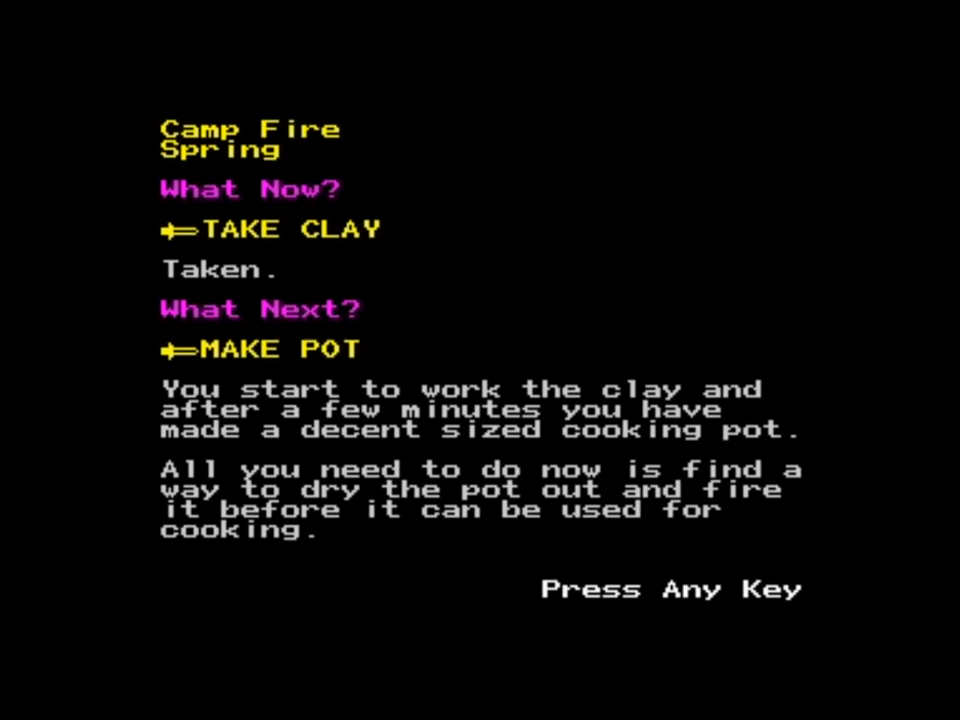 Camp Fire
Spring
What Now?
TAKE CLAY
Taken.
What Next?
MAKE POT
You start to work the clay and
after a few minutes you have
made a decent sized cooking pot.
All you need to do now is find a
way to dry the pot out and fire
it before it can be used for
cooking.
Press Any Key